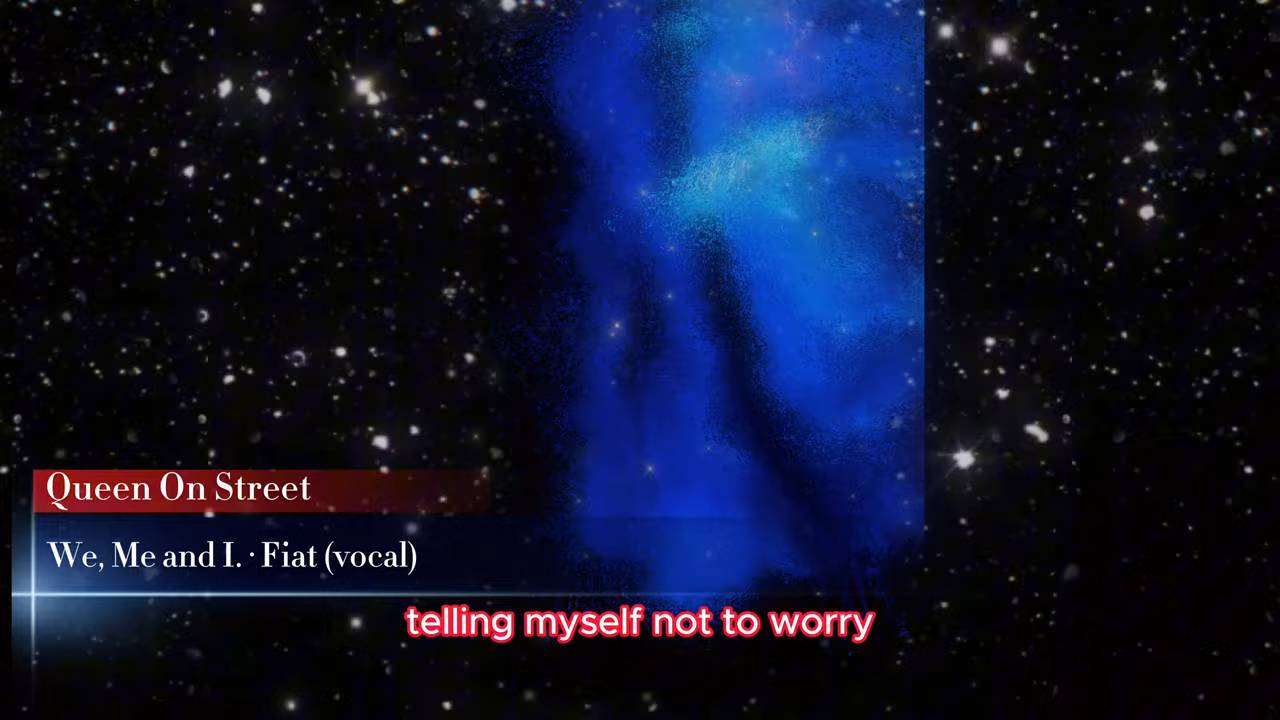 Queen On Street
We, Me and I. · Fiat (vocal)
telling myself not to worry